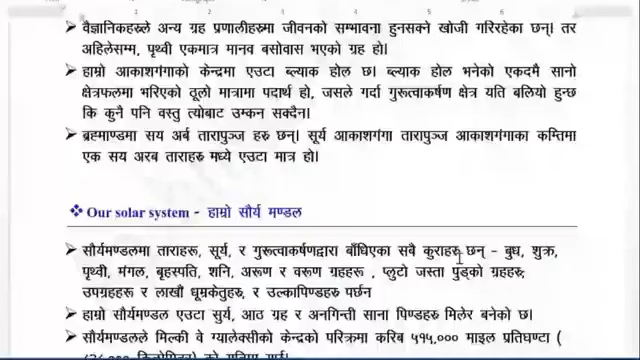 वैज्ञानिकहरुले अन्य ग्रह प्रणालीहरुमा जीवनको सम्भावना हुनसक्ने खोजी गरिरहेका छन्। तर
अहिलेसम्म, पृथ्वी एकमात्र मानव बसोवास भएको ग्रह हो।
हाम्रो आकाशगंगाको केन्द्रमा एउटा ब्ल्याक होल छ। ब्ल्याक होल भनेको एकदमै सानो
क्षेत्रफलमा भरिएको ठूलो मात्रामा पदार्थ हो, जसले गर्दा गुरूत्वाकर्षण क्षेत्र यति बलियो हुन्छ
कि कुनै पनि वस्तु त्योबाट उम्कन सक्दैन।
ब्रह्माण्डमा सय अर्ब तारापुञ्ज हरु छन्। सूर्य आकाशगंगा तारापुञ्ज आकाशगंगाका कम्तिमा
एक सय अरब ताराहरु मध्ये एउटा मात्र हो।
Our solar system - हाम्रो सौर्य मण्डल
सौर्यमण्डलमा ताराहरू, सूर्य, र गुरूत्वाकर्षणद्वारा बाँधिएका सबै कुराहरु छन् – बुध, शुक्र,
पृथ्वी, मंगल, बृहस्पति, शनि, अरूण र वरूण ग्रहहरू , प्लुटो जस्ता पुड्को ग्रहहरु;
उपग्रहहरू र लाखौं धूम्रकेतुहरु, र उल्कापिण्डहरु पर्छन
हाम्रो सौर्यमण्डल एउटा सुर्य, आठ ग्रह र अनगिन्ती साना पिण्डहरु मिलेर बनेको छ।
सौर्यमण्डलले मिल्की वे ग्यालेक्सीको केन्द्रको परिक्रमा करिब ५१५,००० माइल प्रतिघण्टा (